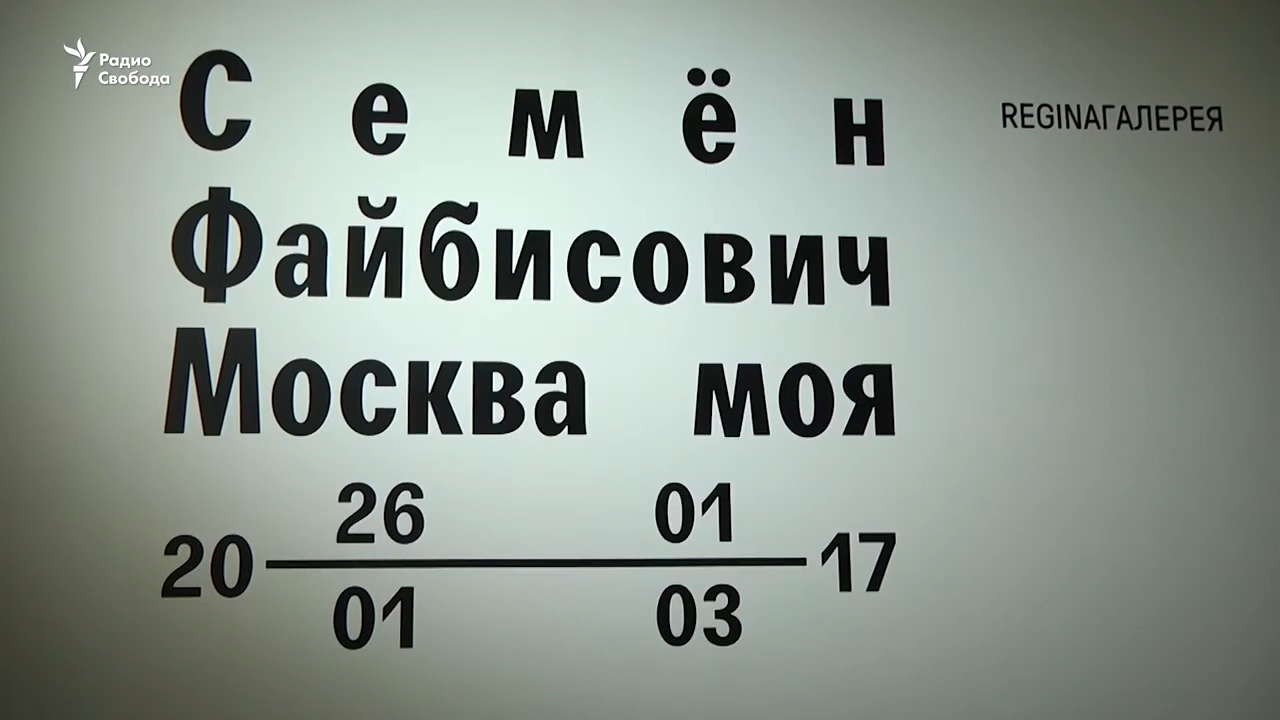 Радио
Свобода
Семён
Файбисович
Москва моя
REGINAГАЛЕРЕЯ
26 01
20 17
01 03